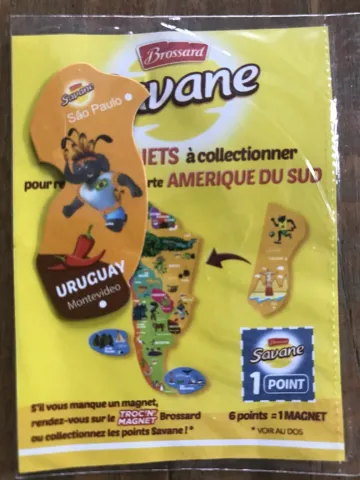 Brossard
Savane
São Paulo
IETS à collectionner
pour re
rte AMERIQUE DU SUD
URUGUAY
Montevideo
Brossard
Savane
1 POINT
S'il vous manque un magnet,
rendez-vous sur le TROC'N' MAGNET Brossard
ou collectionnez les points Savane ! *
6 points = 1 MAGNET
* VOIR AU DOS